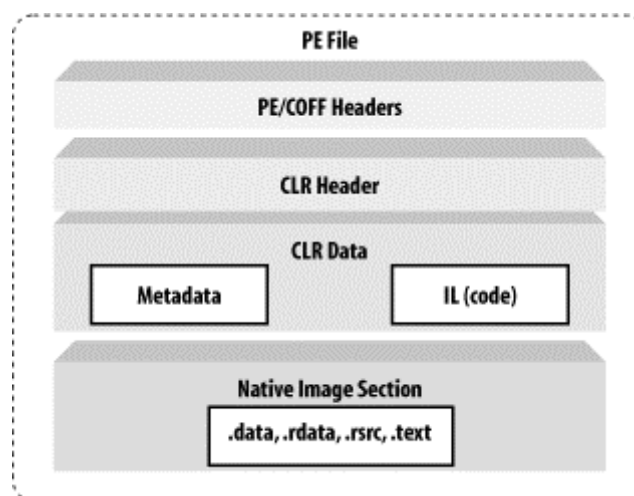 PE File
PE/COFF Headers
CLR Header
CLR Data
Metadata
IL (code)
Native Image Section
.data, .rdata, .rsrc, .text